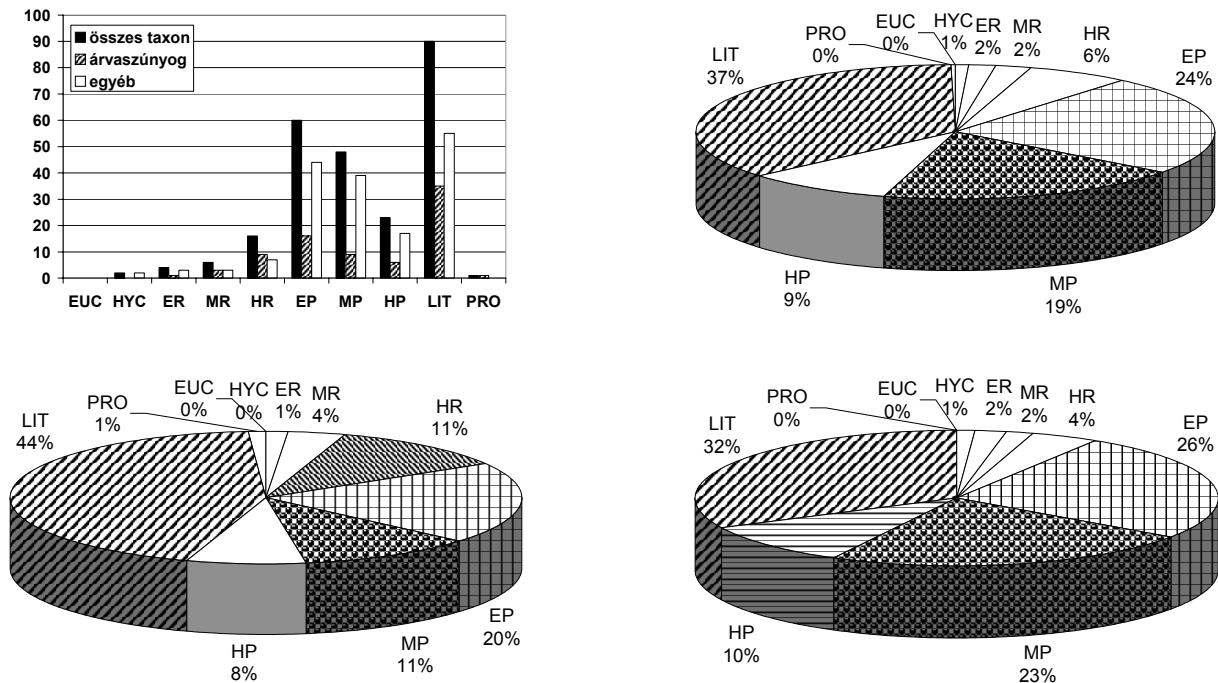 100
90
80
70
60
50
40
30
20
10
0
összes taxon
árvaszúnyog
egyéb
EUC HYC ER MR HR EP MP HP LIT PRO
LIT
37%
PRO
0%
EUC
0%
HYC
1%
ER
2%
MR
2%
HR
6%
EP
24%
HP
9%
MP
19%
LIT
44%
PRO
1%
EUC
0%
HYC
0%
ER
1%
MR
4%
HR
11%
EP
20%
MP
11%
HP
8%
LIT
32%
PRO
0%
EUC
0%
HYC
1%
ER
2%
MR
2%
HR
4%
EP
26%
HP
10%
MP
23%